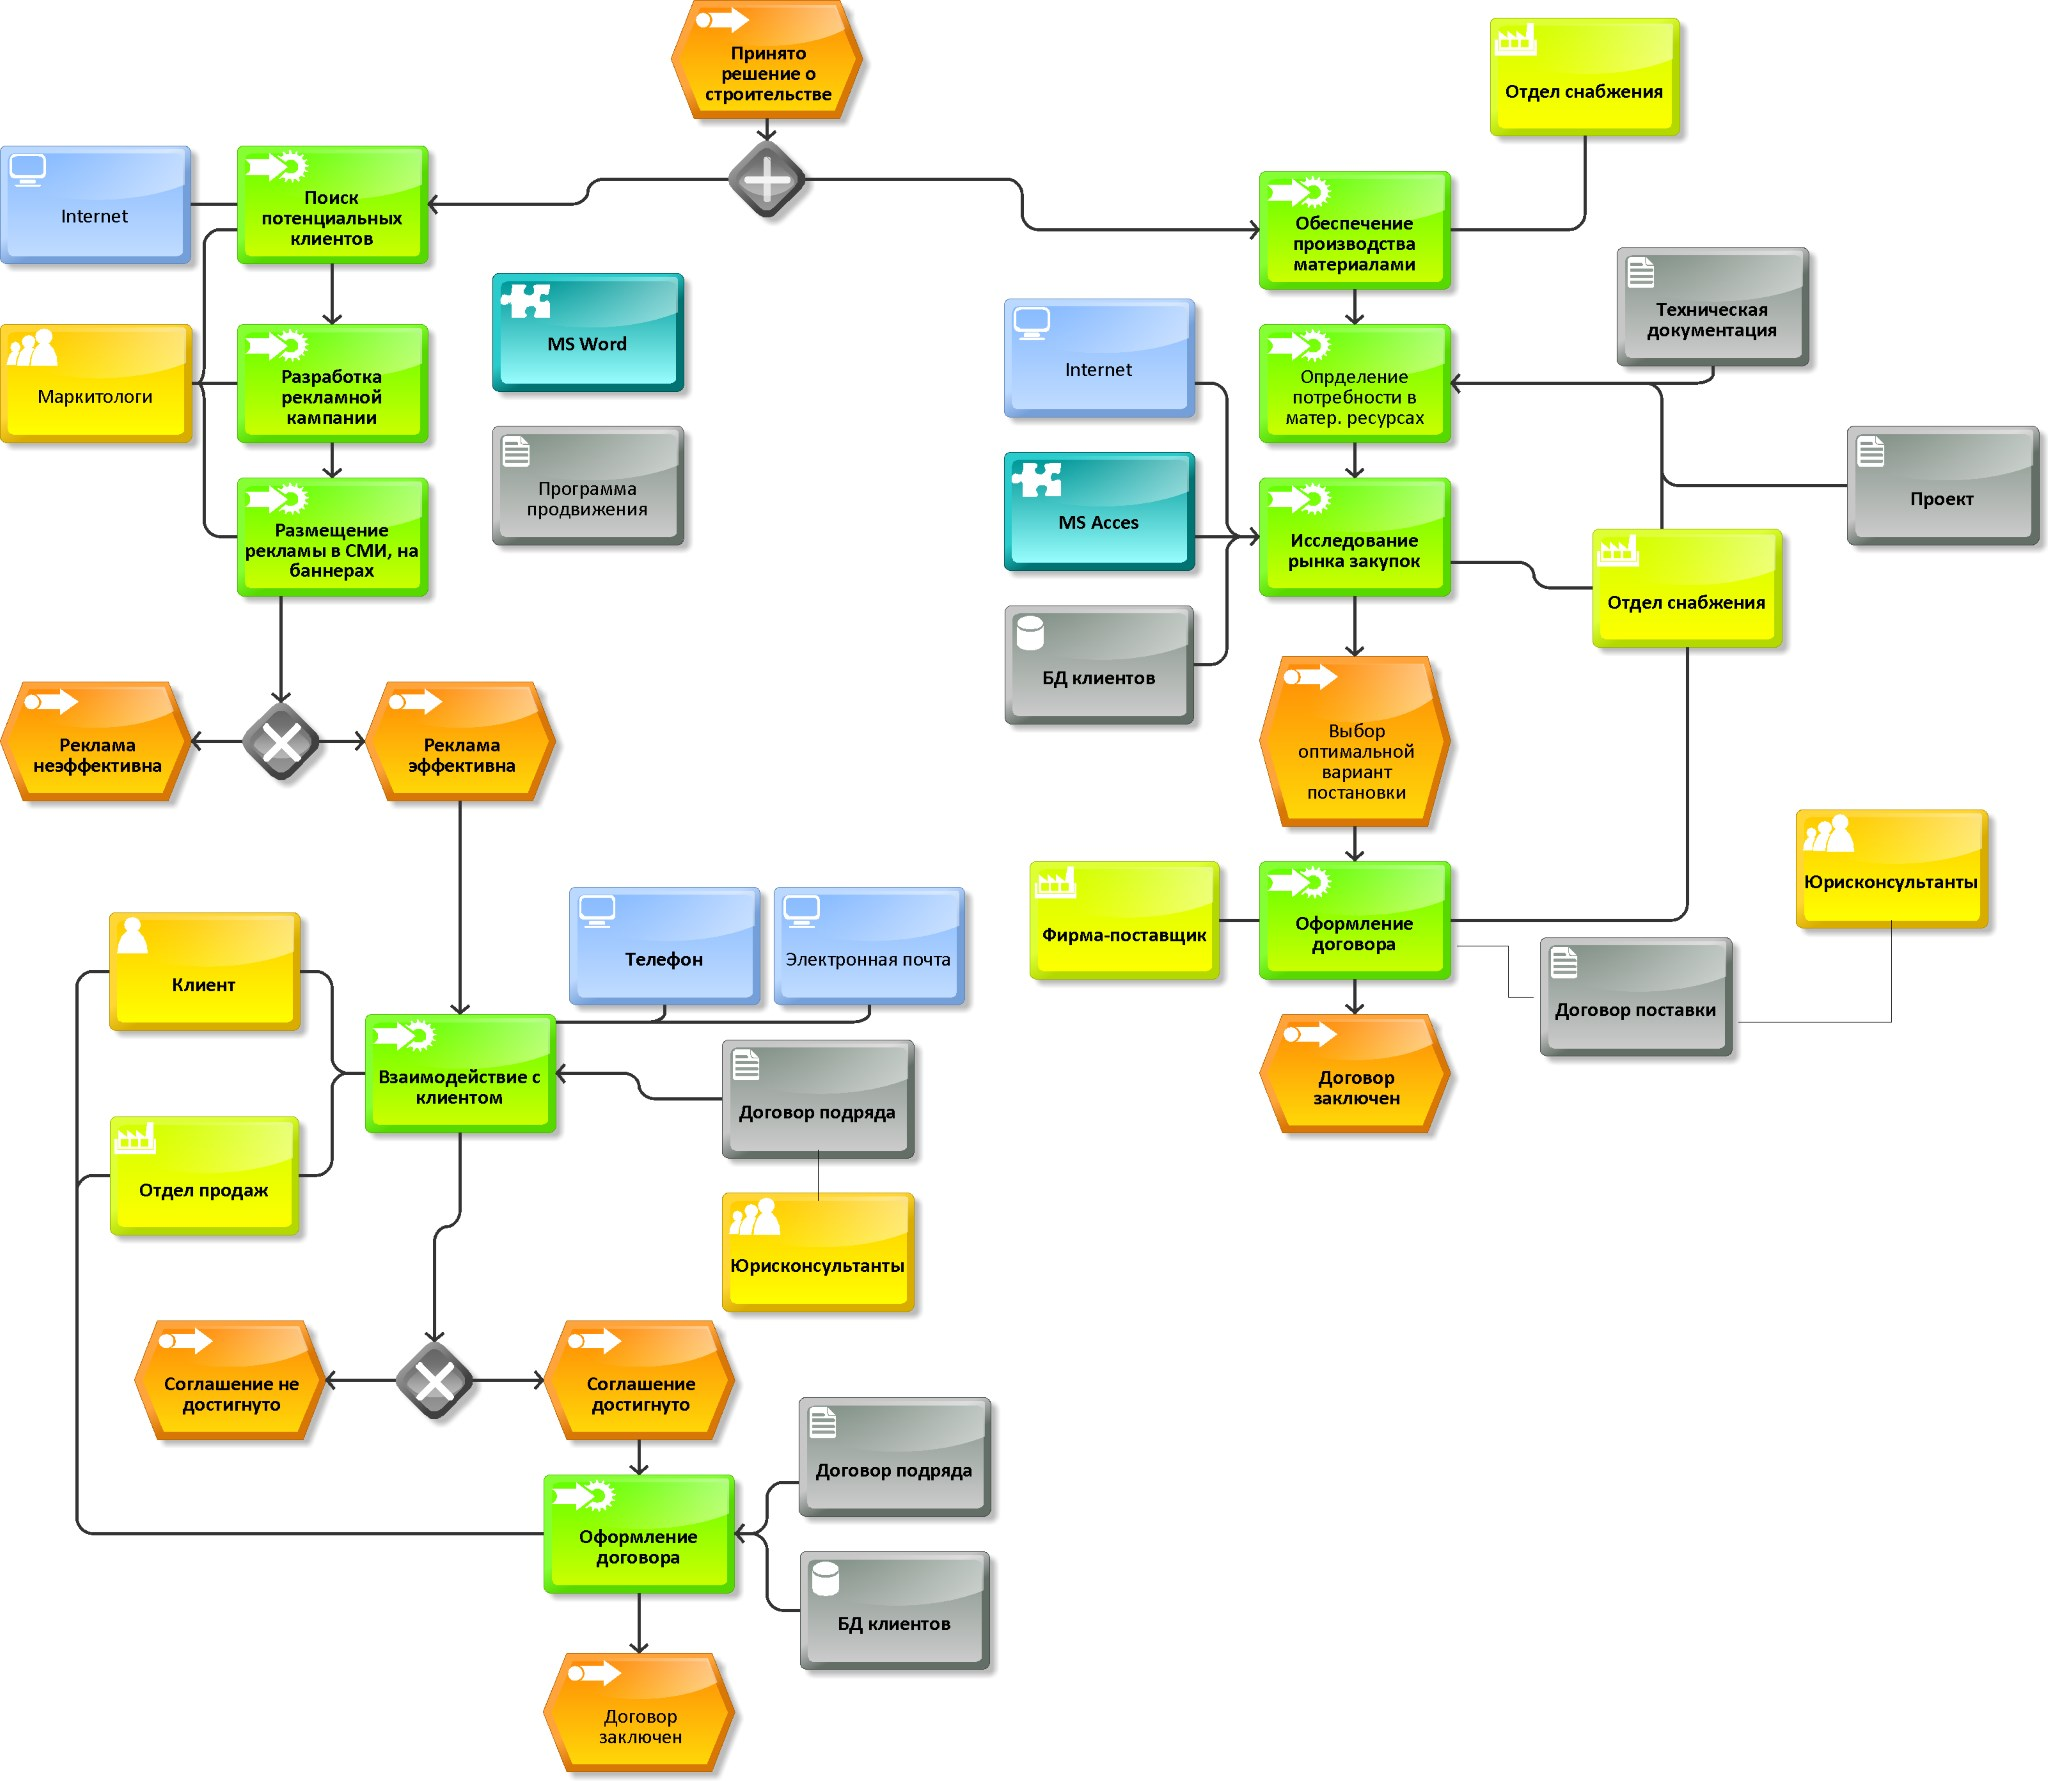 Принято
решение о
строительстве
Отдел снабжения
Internet
Поиск
потенциальных
клиентов
Обеспечение
производства
материалами
MS Word
Internet
Техническая
документация
Маркитологи
Разработка
рекламной
кампании
Опрделение
потребности в
матер. ресурсах
Программа
продвижения
MS Acces
Проект
Размещение
рекламы в СМИ, на
баннерах
Исследование
рынка закупок
Отдел снабжения
БД клиентов
Реклама
неэффективна
Реклама
эффективна
Выбор
оптимальной
вариант
постановки
Юрисконсультанты
Фирма-поставщик
Оформление
договора
Договор поставки
Клиент
Телефон
Электронная почта
Взаимодействие с
клиентом
Договор подряда
Договор
заключен
Отдел продаж
Юрисконсультанты
Соглашение не
достигнуто
Соглашение
достигнуто
Договор подряда
Оформление
договора
БД клиентов
Договор
заключен